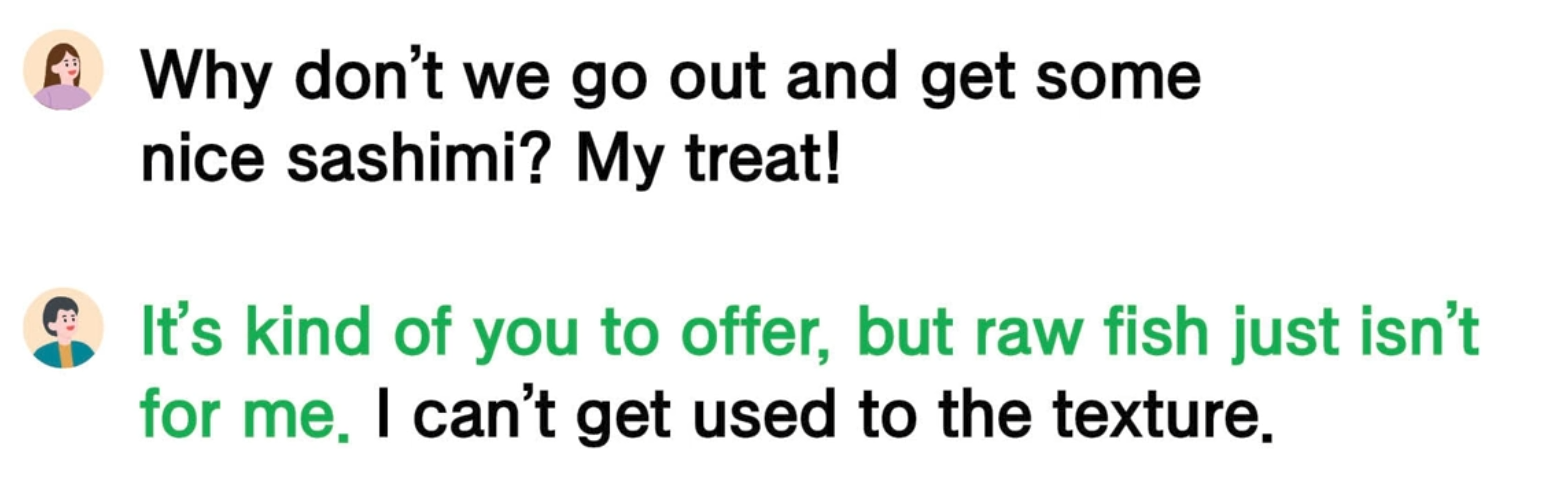 Why don’t we go out and get some
nice sashimi? My treat!
It’s kind of you to offer, but raw fish just isn’t
for me. I can’t get used to the texture.